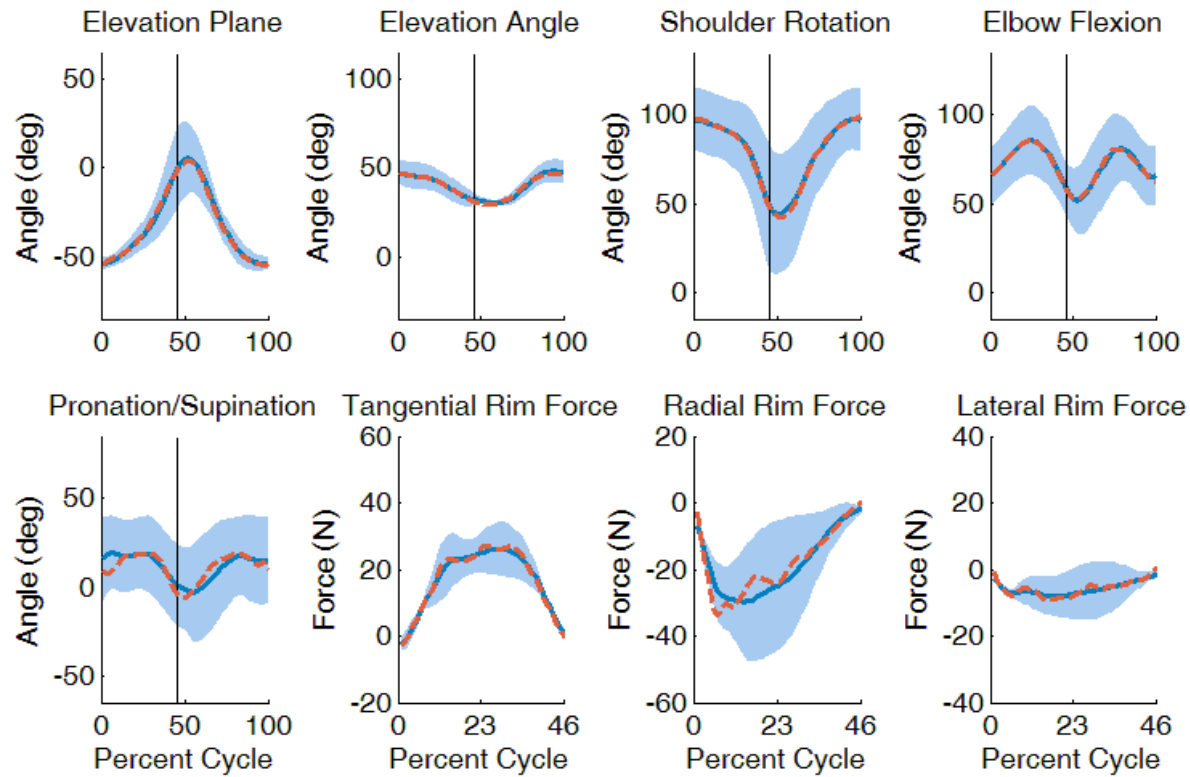 Elevation Plane Elevation Angle Shoulder Rotation Elbow Flexion
Angle (deg) 50 0 -50
Angle (deg) 100 50 0
Angle (deg) 100 50 0
Angle (deg) 100 50 0
0 50 100 0 50 100 0 50 100 0 50 100
Pronation/Supination Tangential Rim Force Radial Rim Force Lateral Rim Force
Angle (deg) 50 0 -50
Force (N) 60 40 20 0 -20
Force (N) 20 0 -20 -40 -60
Force (N) 40 20 0 -20 -40
0 50 100 0 23 46 0 23 46 0 23 46
Percent Cycle Percent Cycle Percent Cycle Percent Cycle